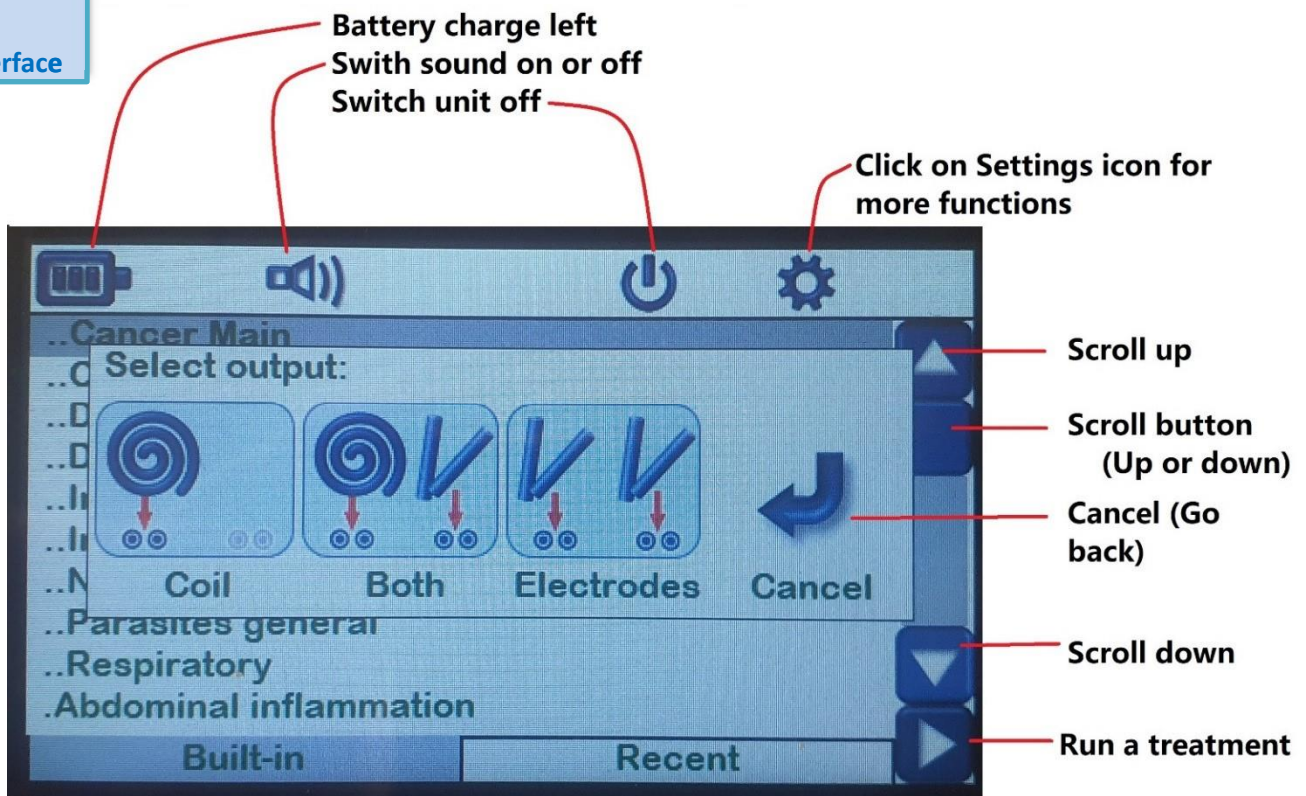 erface
Battery charge left
Swith sound on or off
Switch unit off
Click on Settings icon for
more functions
..Cancer Main
..C
Select output:
..D
..D
..I
..I
..N
Coil
Both
Electrodes
Cancel
..Parasites general
..Respiratory
.Abdominal inflammation
Built-in
Recent
Scroll up
Scroll button
(Up or down)
Cancel (Go
back)
Scroll down
Run a treatment